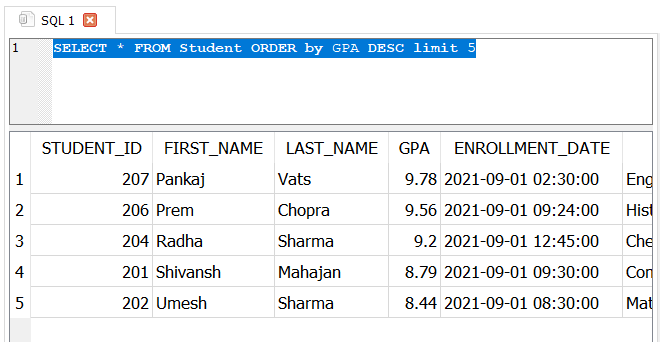 SQL 1
1 SELECT * FROM Student ORDER by GPA DESC limit 5
STUDENT_ID FIRST_NAME LAST_NAME GPA ENROLLMENT_DATE
1 207 Pankaj Vats 9.78 2021-09-01 02:30:00 Eng
2 206 Prem Chopra 9.56 2021-09-01 09:24:00 Hist
3 204 Radha Sharma 9.2 2021-09-01 12:45:00 Che
4 201 Shivansh Mahajan 8.79 2021-09-01 09:30:00 Con
5 202 Umesh Sharma 8.44 2021-09-01 08:30:00 Mat